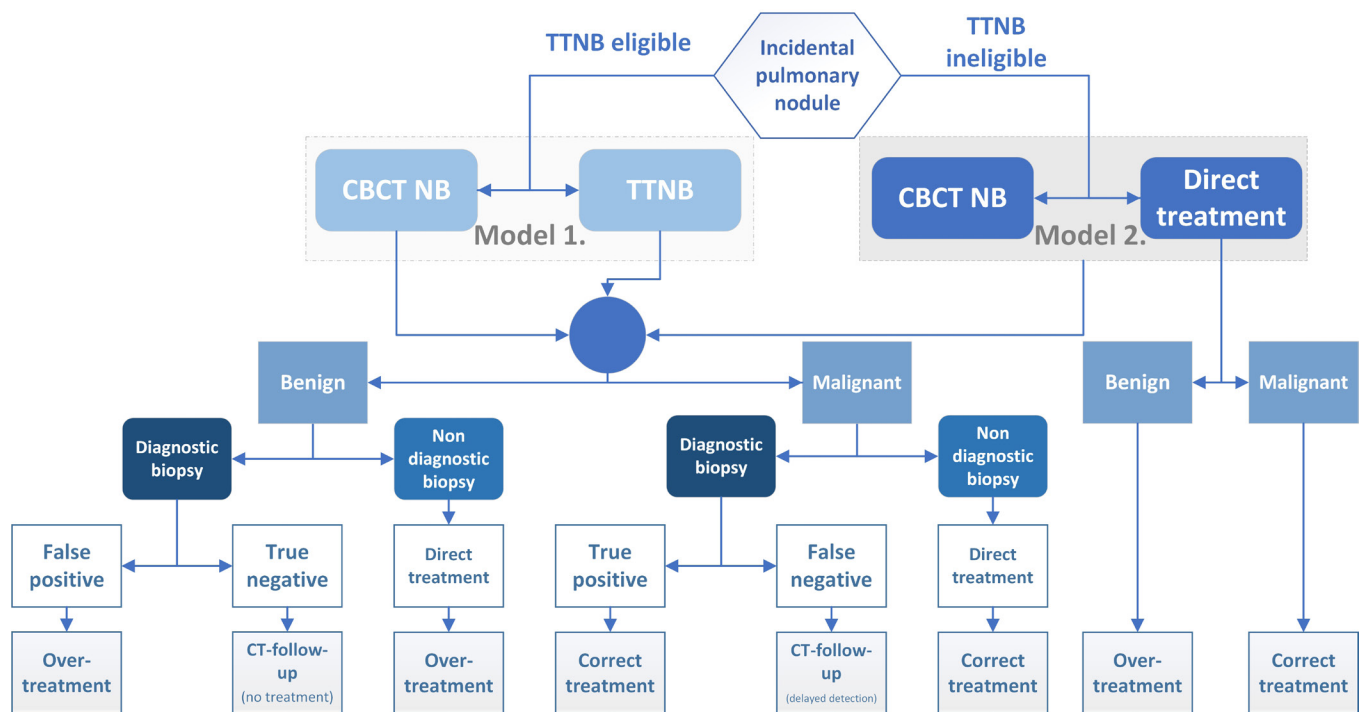 TTNB eligible
Incidental
pulmonary
nodule
TTNB
ineligible
CBCT NB
TTNB
Model 1.
CBCT NB
Direct
treatment
Model 2.
Benign
Malignant
Benign
Malignant
Diagnostic
biopsy
Non
diagnostic
biopsy
Diagnostic
biopsy
Non
diagnostic
biopsy
False
positive
True
negative
Direct
treatment
True
positive
False
negative
Direct
treatment
Over-
treatment
CT-follow-
up
(no treatment)
Over-
treatment
Correct
treatment
CT-follow-
up
(delayed detection)
Correct
treatment
Over-
treatment
Correct
treatment